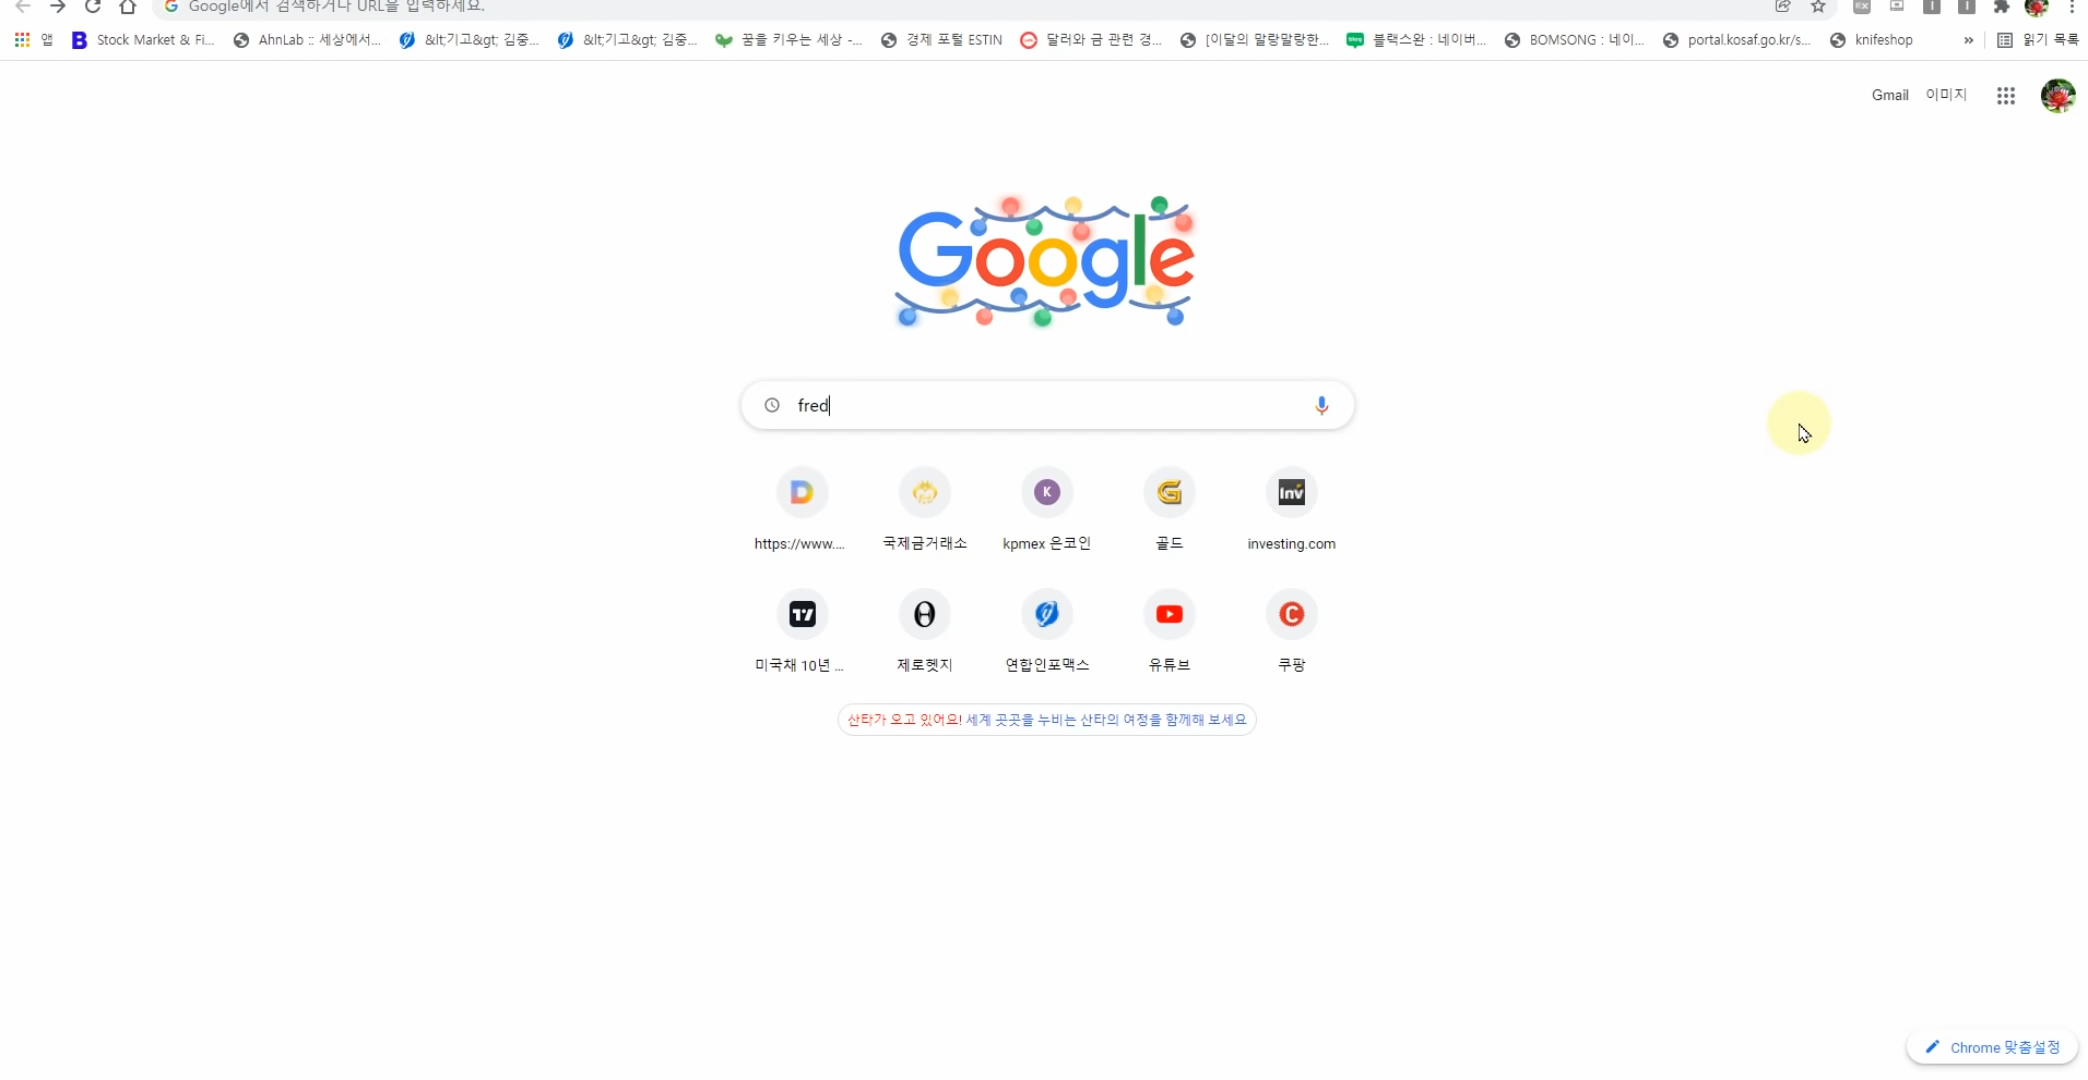 Google에서 검색하거나 URL을 입력하세요.
앱 Stock Market & Fi... AhnLab :: 세상에서... &lt;기고&gt; 김중... &lt;기고&gt; 김중... 꿈을 키우는 세상 -... 경제 포털 ESTIN 달러와 금 관련 경... [이달의 말랑말랑한... 블랙스완 : 네이버... BOMSONG : 네이... portal.kosaf.go.kr/s... knifeshop » 읽기 목록
Gmail 이미지
Google
fred
https://www.... 국제금거래소 kpmex 은코인 골드 investing.com
미국채 10년 ... 제로헷지 연합인포맥스 유튜브 쿠팡
산타가 오고 있어요! 세계 곳곳을 누비는 산타의 여정을 함께해 보세요
Chrome 맞춤설정